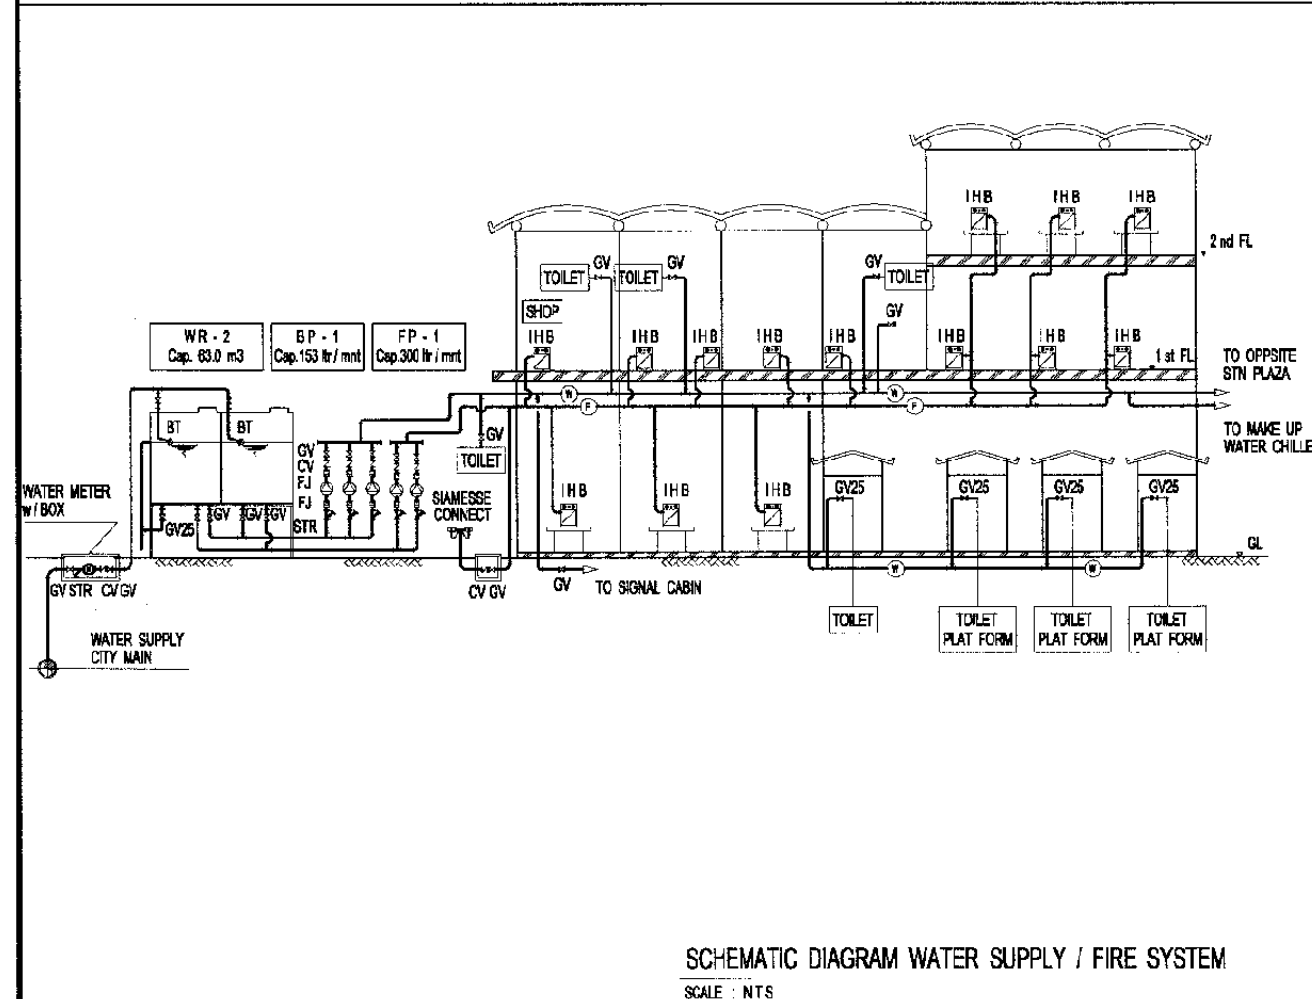 IHB IHB IHB
2 nd FL
GV GV GV
TOILET TOILET TOILET
SHOP
GV
WR - 2
Cap. 63.0 m3
BP - 1
Cap. 153 ltr / mnt
FP - 1
Cap. 300 ltr / mnt
IHB IHB IHB IHB IHB IHB IHB IHB
1 st FL
TO OPPSITE
STN PLAZA
W W
F F
BT BT
GV
CV
FJ
FJ
STR
GV
TOILET
TO MAKE UP
WATER CHILLE
WATER METER
w/ BOX
SIAMESSE
CONNECT
IHB IHB IHB
GV25 GV25 GV25 GV25
GV25 GV GV GV
GL
GV STR CV GV
M
CV GV
GV
TO SIGNAL CABIN
W W
TOILET
TOILET
PLAT FORM
TOILET
PLAT FORM
TOILET
PLAT FORM
WATER SUPPLY
CITY MAIN
SCHEMATIC DIAGRAM WATER SUPPLY / FIRE SYSTEM
SCALE : NTS